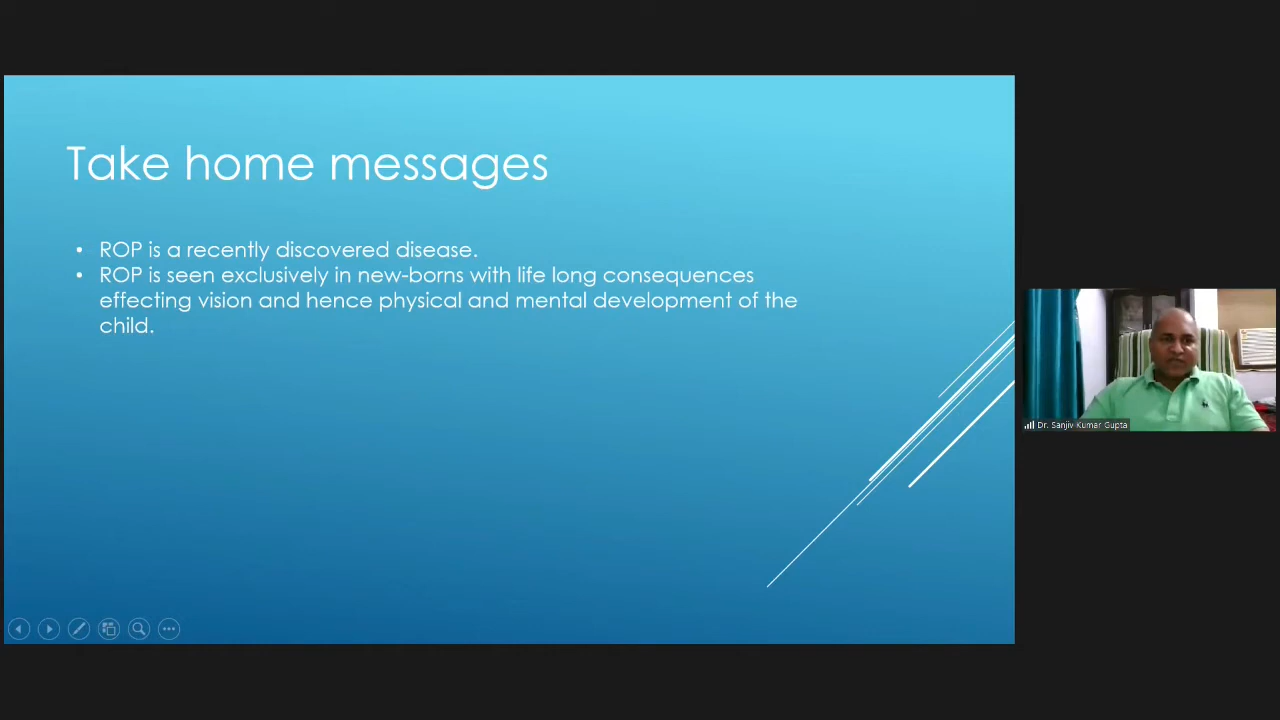 Take home messages
• ROP is a recently discovered disease.
• ROP is seen exclusively in new-borns with life long consequences
effecting vision and hence physical and mental development of the
child.
Dr. Sanjiv Kumar Gupta